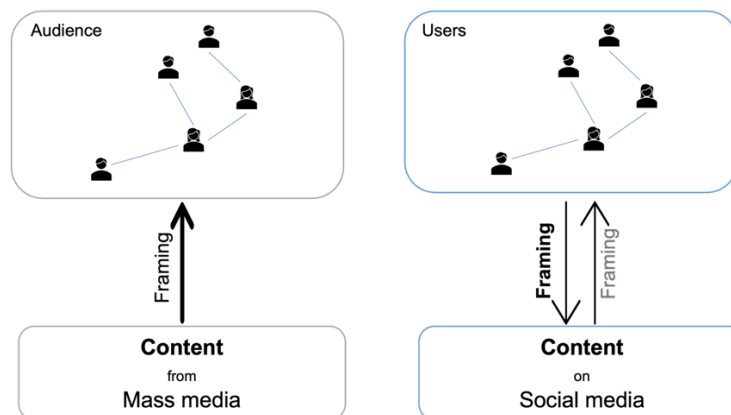 Audience
Framing
Content
from
Mass media
Users
Framing
Framing
Content
on
Social media